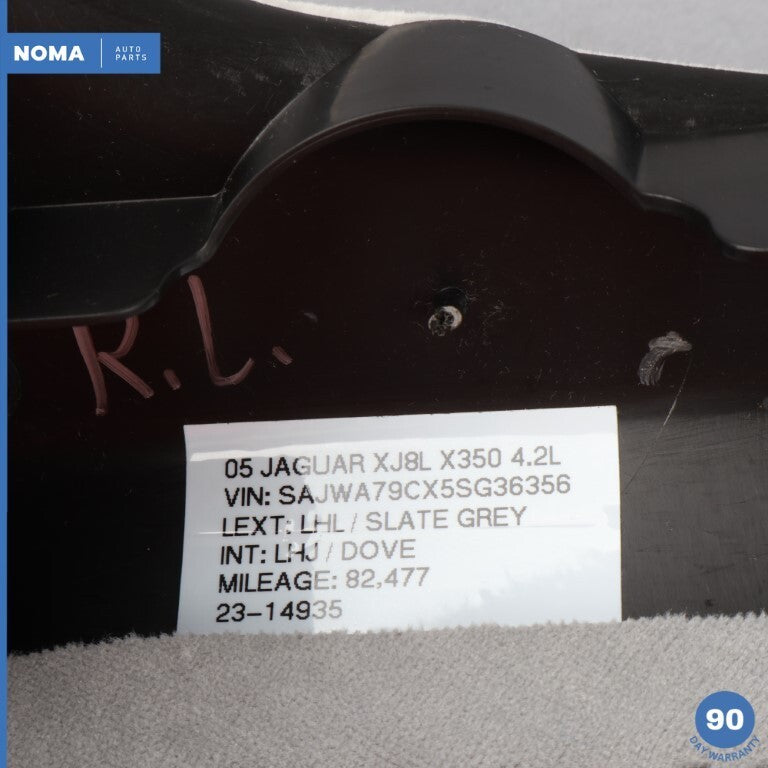 NOMA AUTO
PARTS
R.L.
05 JAGUAR XJ8L X350 4.2L
VIN: SAJWA79CX5SG36356
LEXT: LHL / SLATE GREY
INT: LHJ / DOVE
MILEAGE: 82,477
23-14935
90
DAY WARRANTY